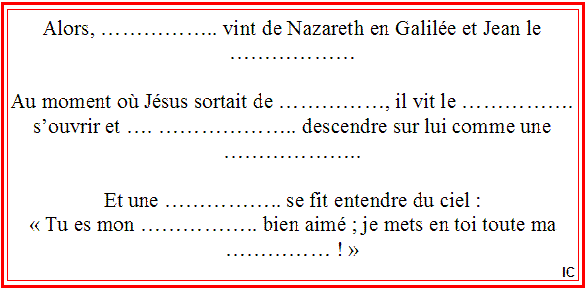 Alors, …………….. vint de Nazareth en Galilée et Jean le
………………
Au moment où Jésus sortait de ……………, il vit le …………….
s’ouvrir et …. ……………….. descendre sur lui comme une
………………..
Et une …………….. se fit entendre du ciel :
« Tu es mon …………….. bien aimé ; je mets en toi toute ma
…………… ! »
IC